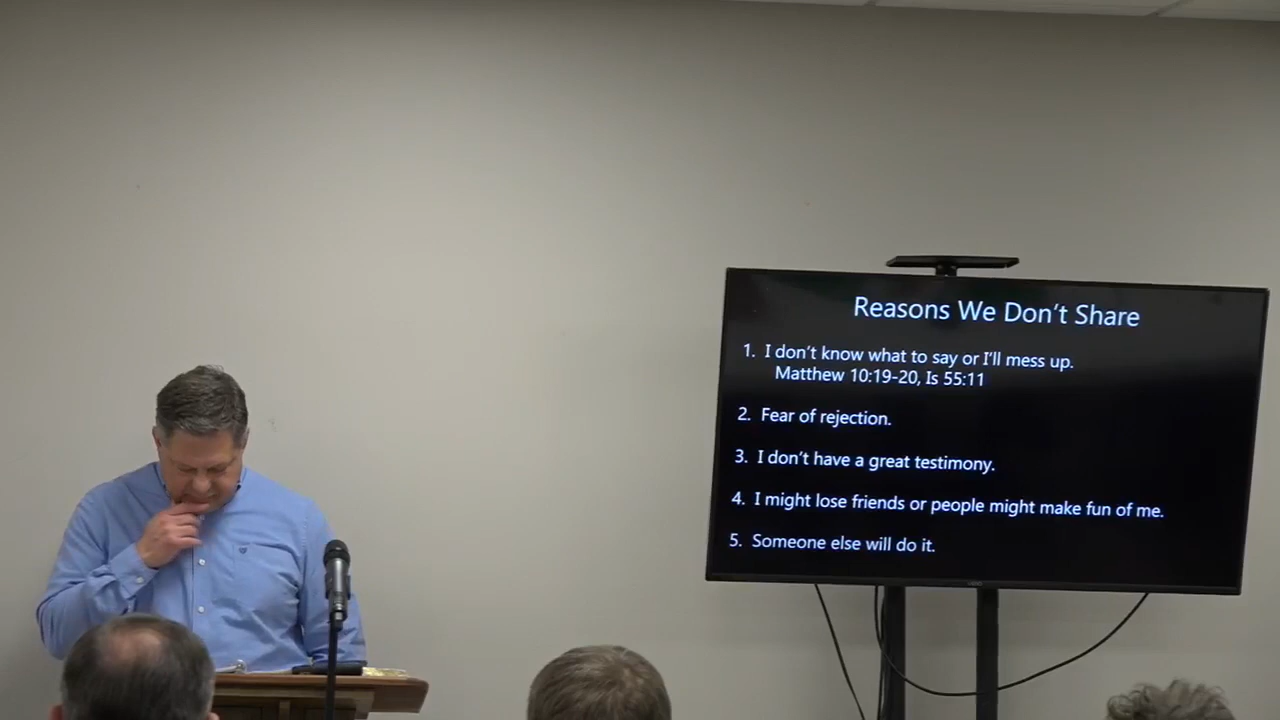 Reasons We Don't Share
1. I don't know what to say or I'll mess up.
Matthew 10:19-20, Is 55:11
2. Fear of rejection.
3. I don't have a great testimony.
4. I might lose friends or people might make fun of me.
5. Someone else will do it.